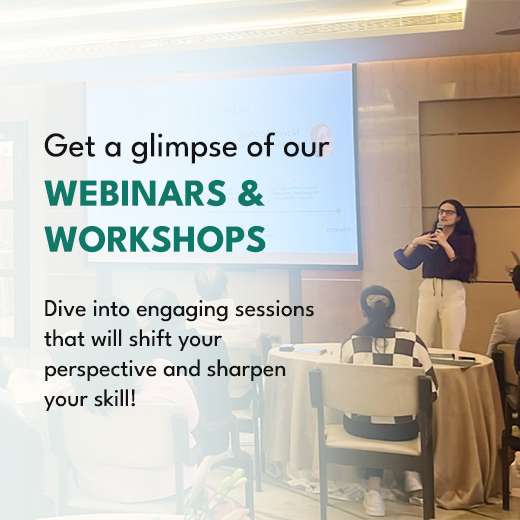 Get a glimpse of our
WEBINARS &
WORKSHOPS
Dive into engaging sessions
that will shift your
perspective and sharpen
your skill!